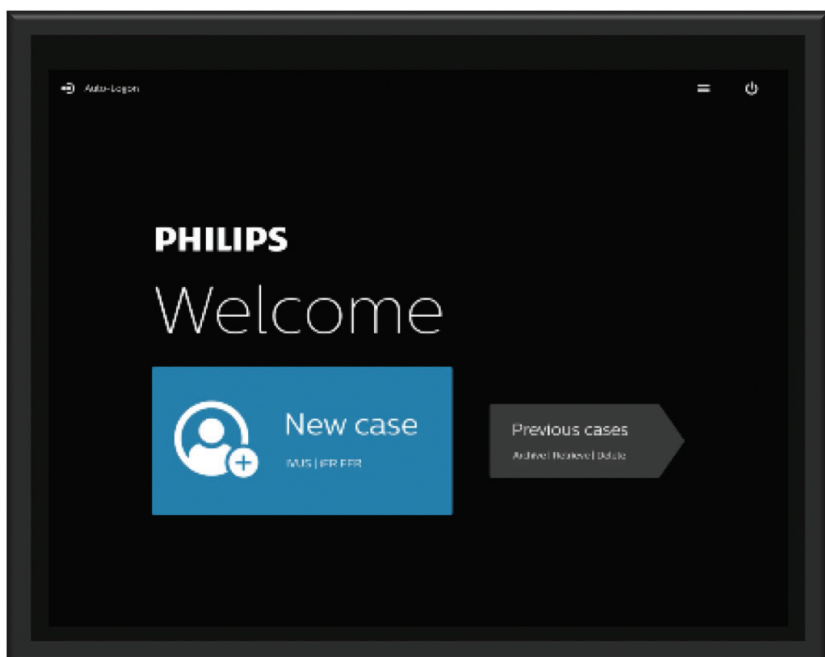 Auto-Logon
PHILIPS
Welcome
New case
IVUS | iFR FFR
Previous cases
Archive | Retrieve | Delete